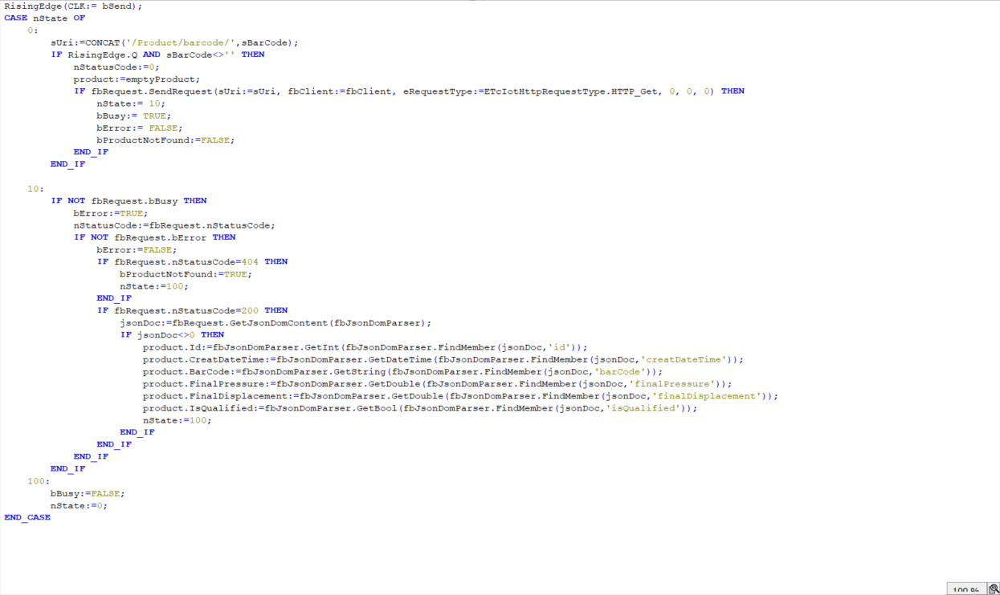 RisingEdge(CLK:= bSend);
CASE nState OF
0:
sUri:=CONCAT('/Product/barcode/',sBarCode);
IF RisingEdge.Q AND sBarCode<>'' THEN
nStatusCode:=0;
product:=emptyProduct;
IF fbRequest.SendRequest(sUri:=sUri, fbClient:=fbClient, eRequestType:=ETcIotHttpRequestType.HTTP_Get, 0, 0, 0) THEN
nState:= 10;
bBusy:= TRUE;
bError:= FALSE;
bProductNotFound:=FALSE;
END_IF
END_IF
10:
IF NOT fbRequest.bBusy THEN
bError:=TRUE;
nStatusCode:=fbRequest.nStatusCode;
IF NOT fbRequest.bError THEN
bError:=FALSE;
IF fbRequest.nStatusCode=404 THEN
bProductNotFound:=TRUE;
nState:=100;
END_IF
IF fbRequest.nStatusCode=200 THEN
jsonDoc:=fbRequest.GetJsonDomContent(fbJsonDomParser);
IF jsonDoc<>0 THEN
product.Id:=fbJsonDomParser.GetInt(fbJsonDomParser.FindMember(jsonDoc,'id'));
product.CreatDateTime:=fbJsonDomParser.GetDateTime(fbJsonDomParser.FindMember(jsonDoc,'creatDateTime'));
product.BarCode:=fbJsonDomParser.GetString(fbJsonDomParser.FindMember(jsonDoc,'barCode'));
product.FinalPressure:=fbJsonDomParser.GetDouble(fbJsonDomParser.FindMember(jsonDoc,'finalPressure'));
product.FinalDisplacement:=fbJsonDomParser.GetDouble(fbJsonDomParser.FindMember(jsonDoc,'finalDisplacement'));
product.IsQualified:=fbJsonDomParser.GetBool(fbJsonDomParser.FindMember(jsonDoc,'isQualified'));
nState:=100;
END_IF
END_IF
END_IF
END_IF
100:
bBusy:=FALSE;
nState:=0;
END_CASE
100 %